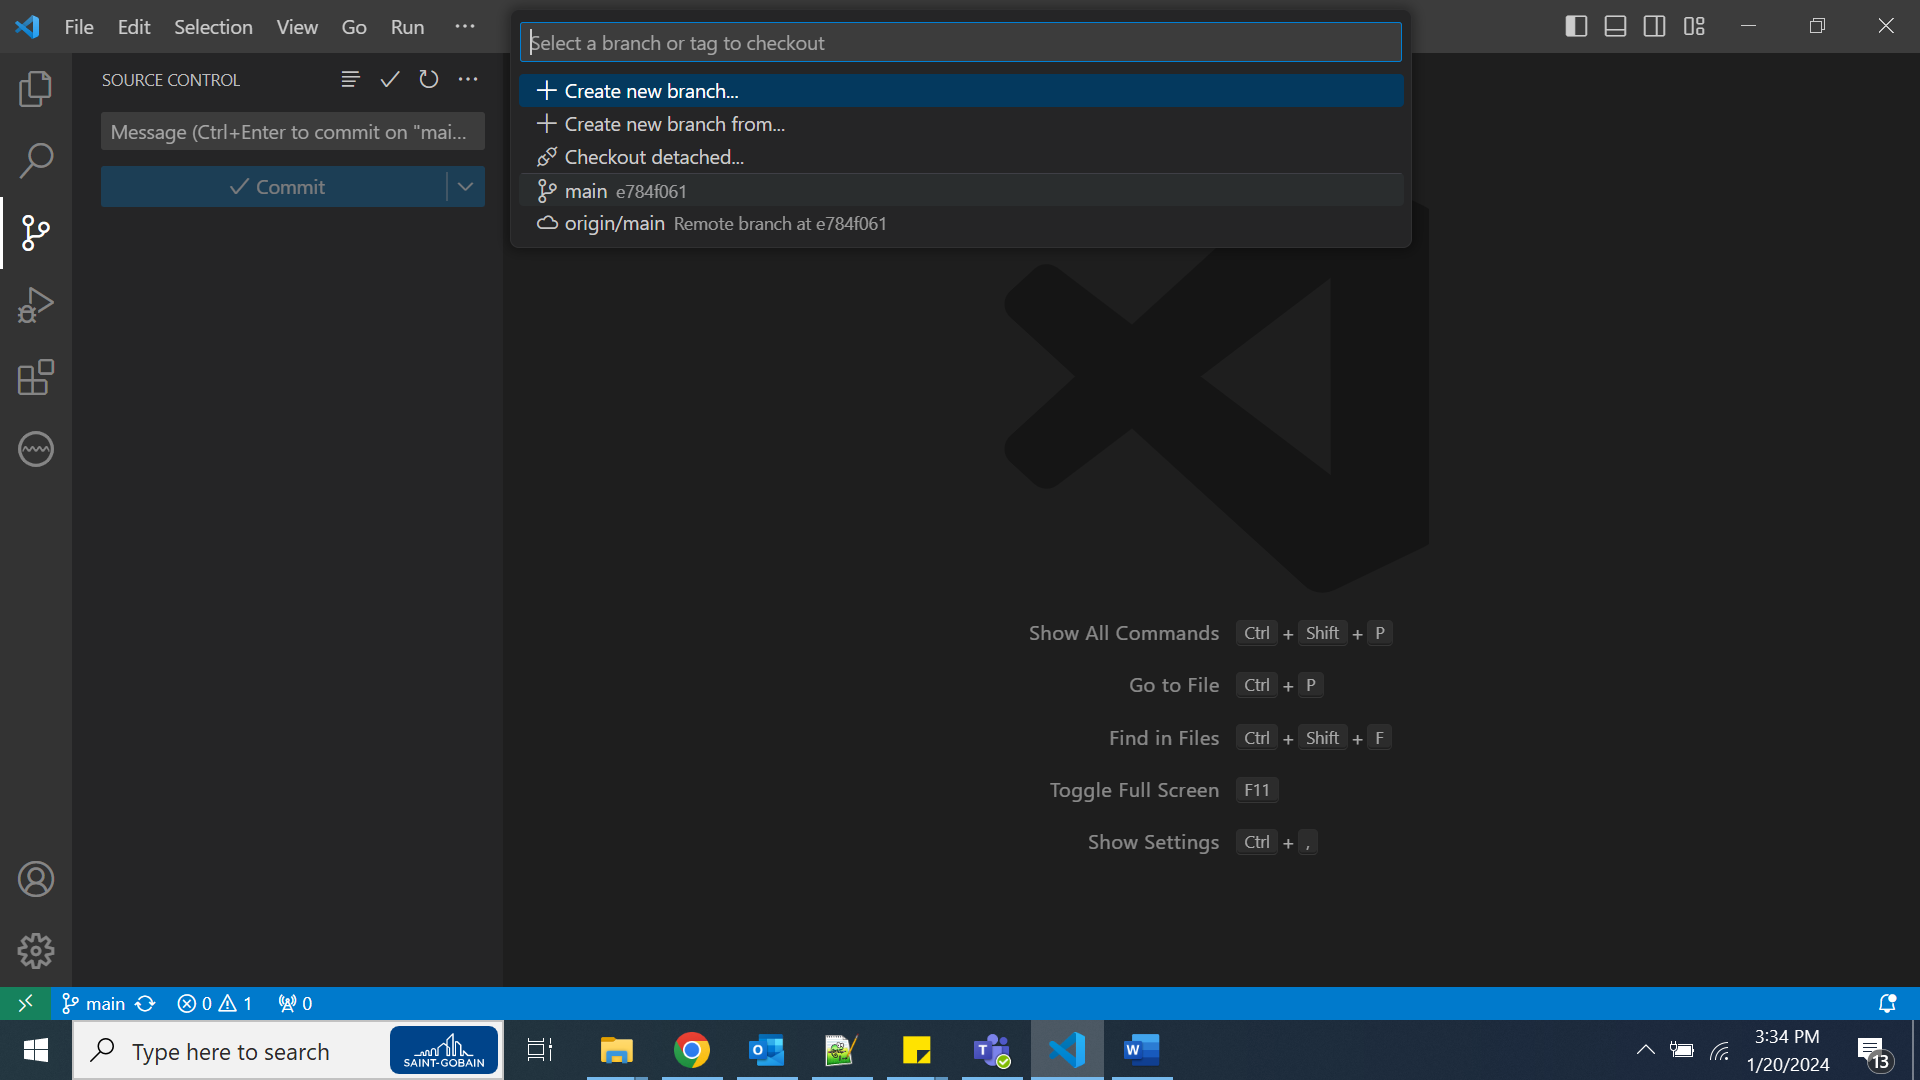 File Edit Selection View Go Run ...
Select a branch or tag to checkout
SOURCE CONTROL
Create new branch...
Create new branch from...
Checkout detached...
main e784f061
origin/main Remote branch at e784f061
Message (Ctrl+Enter to commit on "mai...
Commit
Show All Commands Ctrl + Shift + P
Go to File Ctrl + P
Find in Files Ctrl + Shift + F
Toggle Full Screen F11
Show Settings Ctrl + ,
main 0 1 0
Type here to search
SAINT-GOBAIN
3:34 PM
1/20/2024
13